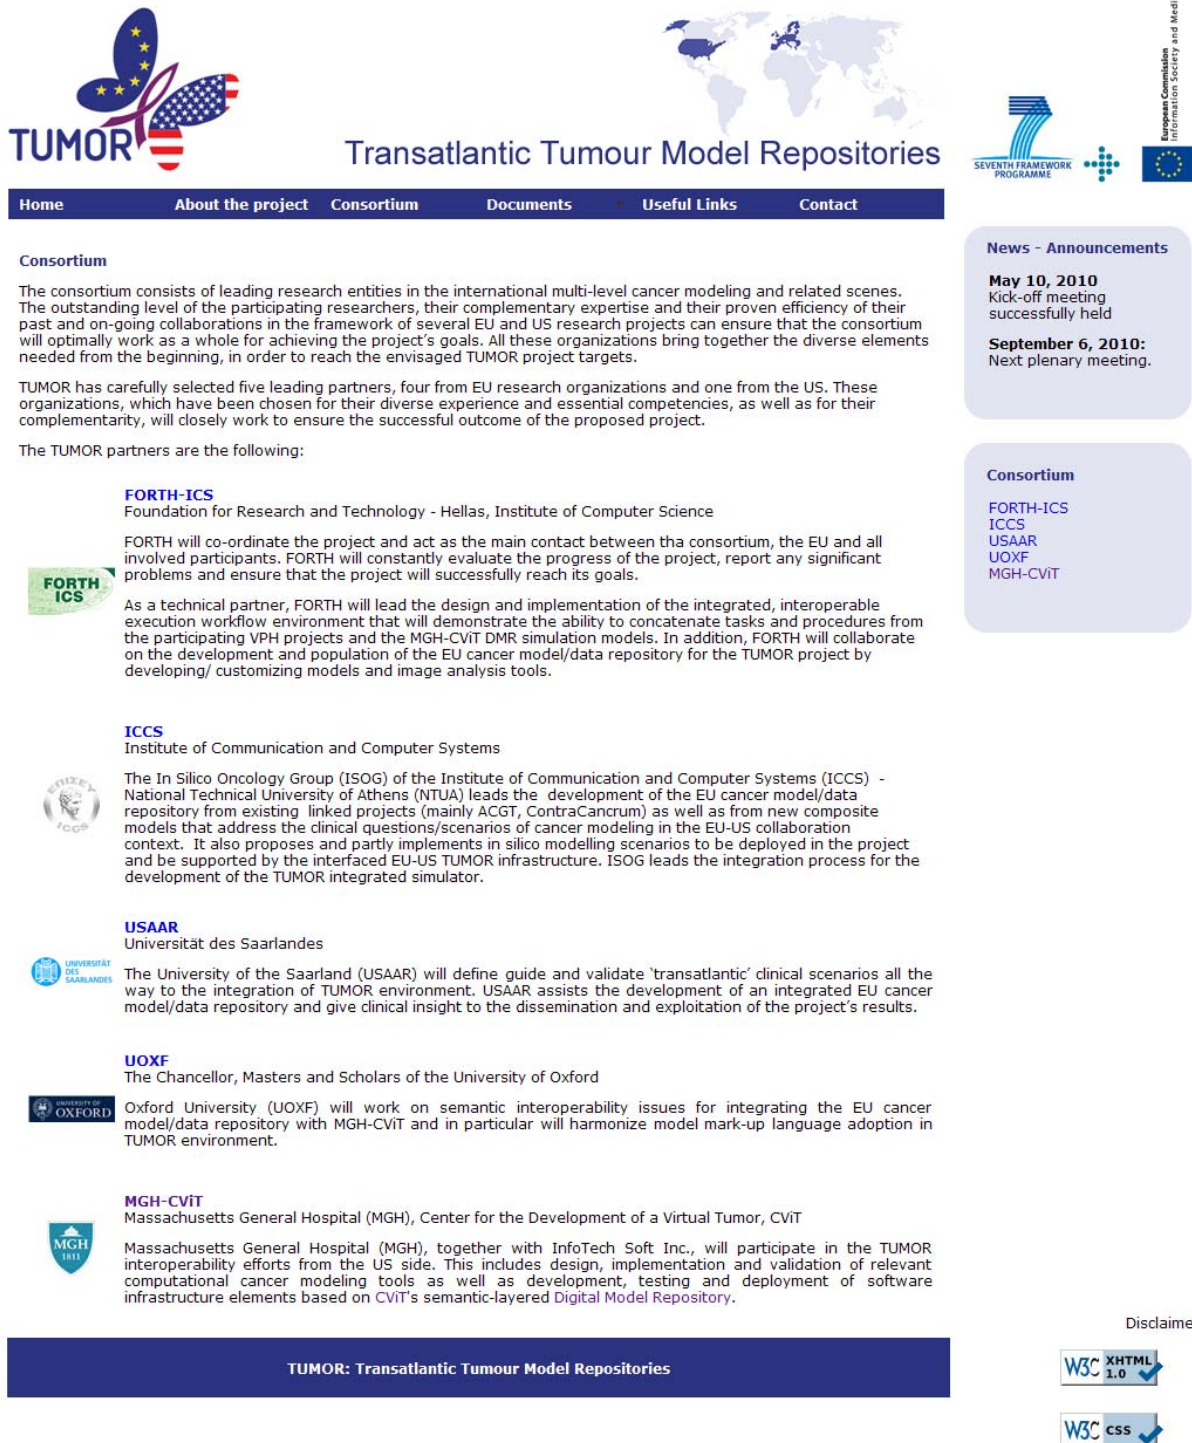 TUMOR
Transatlantic Tumour Model Repositories
SEVENTH FRAMEWORK
PROGRAMME
European Commission
Information Society and Medi
Home About the project Consortium Documents Useful Links Contact
Consortium
The consortium consists of leading research entities in the international multi-level cancer modeling and related scenes.
The outstanding level of the participating researchers, their complementary expertise and their proven efficiency of their
past and on-going collaborations in the framework of several EU and US research projects can ensure that the consortium
will optimally work as a whole for achieving the project's goals. All these organizations bring together the diverse elements
needed from the beginning, in order to reach the envisaged TUMOR project targets.
TUMOR has carefully selected five leading partners, four from EU research organizations and one from the US. These
organizations, which have been chosen for their diverse experience and essential competencies, as well as for their
complementarity, will closely work to ensure the successful outcome of the proposed project.
The TUMOR partners are the following:
FORTH-ICS
Foundation for Research and Technology - Hellas, Institute of Computer Science
FORTH
ICS
FORTH will co-ordinate the project and act as the main contact between tha consortium, the EU and all
involved participants. FORTH will constantly evaluate the progress of the project, report any significant
problems and ensure that the project will successfully reach its goals.
As a technical partner, FORTH will lead the design and implementation of the integrated, interoperable
execution workflow environment that will demonstrate the ability to concatenate tasks and procedures from
the participating VPH projects and the MGH-CViT DMR simulation models. In addition, FORTH will collaborate
on the development and population of the EU cancer model/data repository for the TUMOR project by
developing/ customizing models and image analysis tools.
ICCS
Institute of Communication and Computer Systems
ΕΠΙΣΕΥ
ICCS
The In Silico Oncology Group (ISOG) of the Institute of Communication and Computer Systems (ICCS) -
National Technical University of Athens (NTUA) leads the development of the EU cancer model/data
repository from existing linked projects (mainly ACGT, ContraCancrum) as well as from new composite
models that address the clinical questions/scenarios of cancer modeling in the EU-US collaboration
context. It also proposes and partly implements in silico modelling scenarios to be deployed in the project
and be supported by the interfaced EU-US TUMOR infrastructure. ISOG leads the integration process for the
development of the TUMOR integrated simulator.
USAAR
Universität des Saarlandes
UNIVERSITÄT
DES
SAARLANDES
The University of the Saarland (USAAR) will define guide and validate 'transatlantic' clinical scenarios all the
way to the integration of TUMOR environment. USAAR assists the development of an integrated EU cancer
model/data repository and give clinical insight to the dissemination and exploitation of the project's results.
UOXF
The Chancellor, Masters and Scholars of the University of Oxford
UNIVERSITY OF
OXFORD
Oxford University (UOXF) will work on semantic interoperability issues for integrating the EU cancer
model/data repository with MGH-CViT and in particular will harmonize model mark-up language adoption in
TUMOR environment.
MGH-CViT
Massachusetts General Hospital (MGH), Center for the Development of a Virtual Tumor, CViT
MGH
1811
Massachusetts General Hospital (MGH), together with InfoTech Soft Inc., will participate in the TUMOR
interoperability efforts from the US side. This includes design, implementation and validation of relevant
computational cancer modeling tools as well as development, testing and deployment of software
infrastructure elements based on CViT's semantic-layered Digital Model Repository.
TUMOR: Transatlantic Tumour Model Repositories
News - Announcements
May 10, 2010
Kick-off meeting
successfully held
September 6, 2010:
Next plenary meeting.
Consortium
FORTH-ICS
ICCS
USAAR
UOXF
MGH-CViT
Disclaime
W3C XHTML
1.0
W3C css